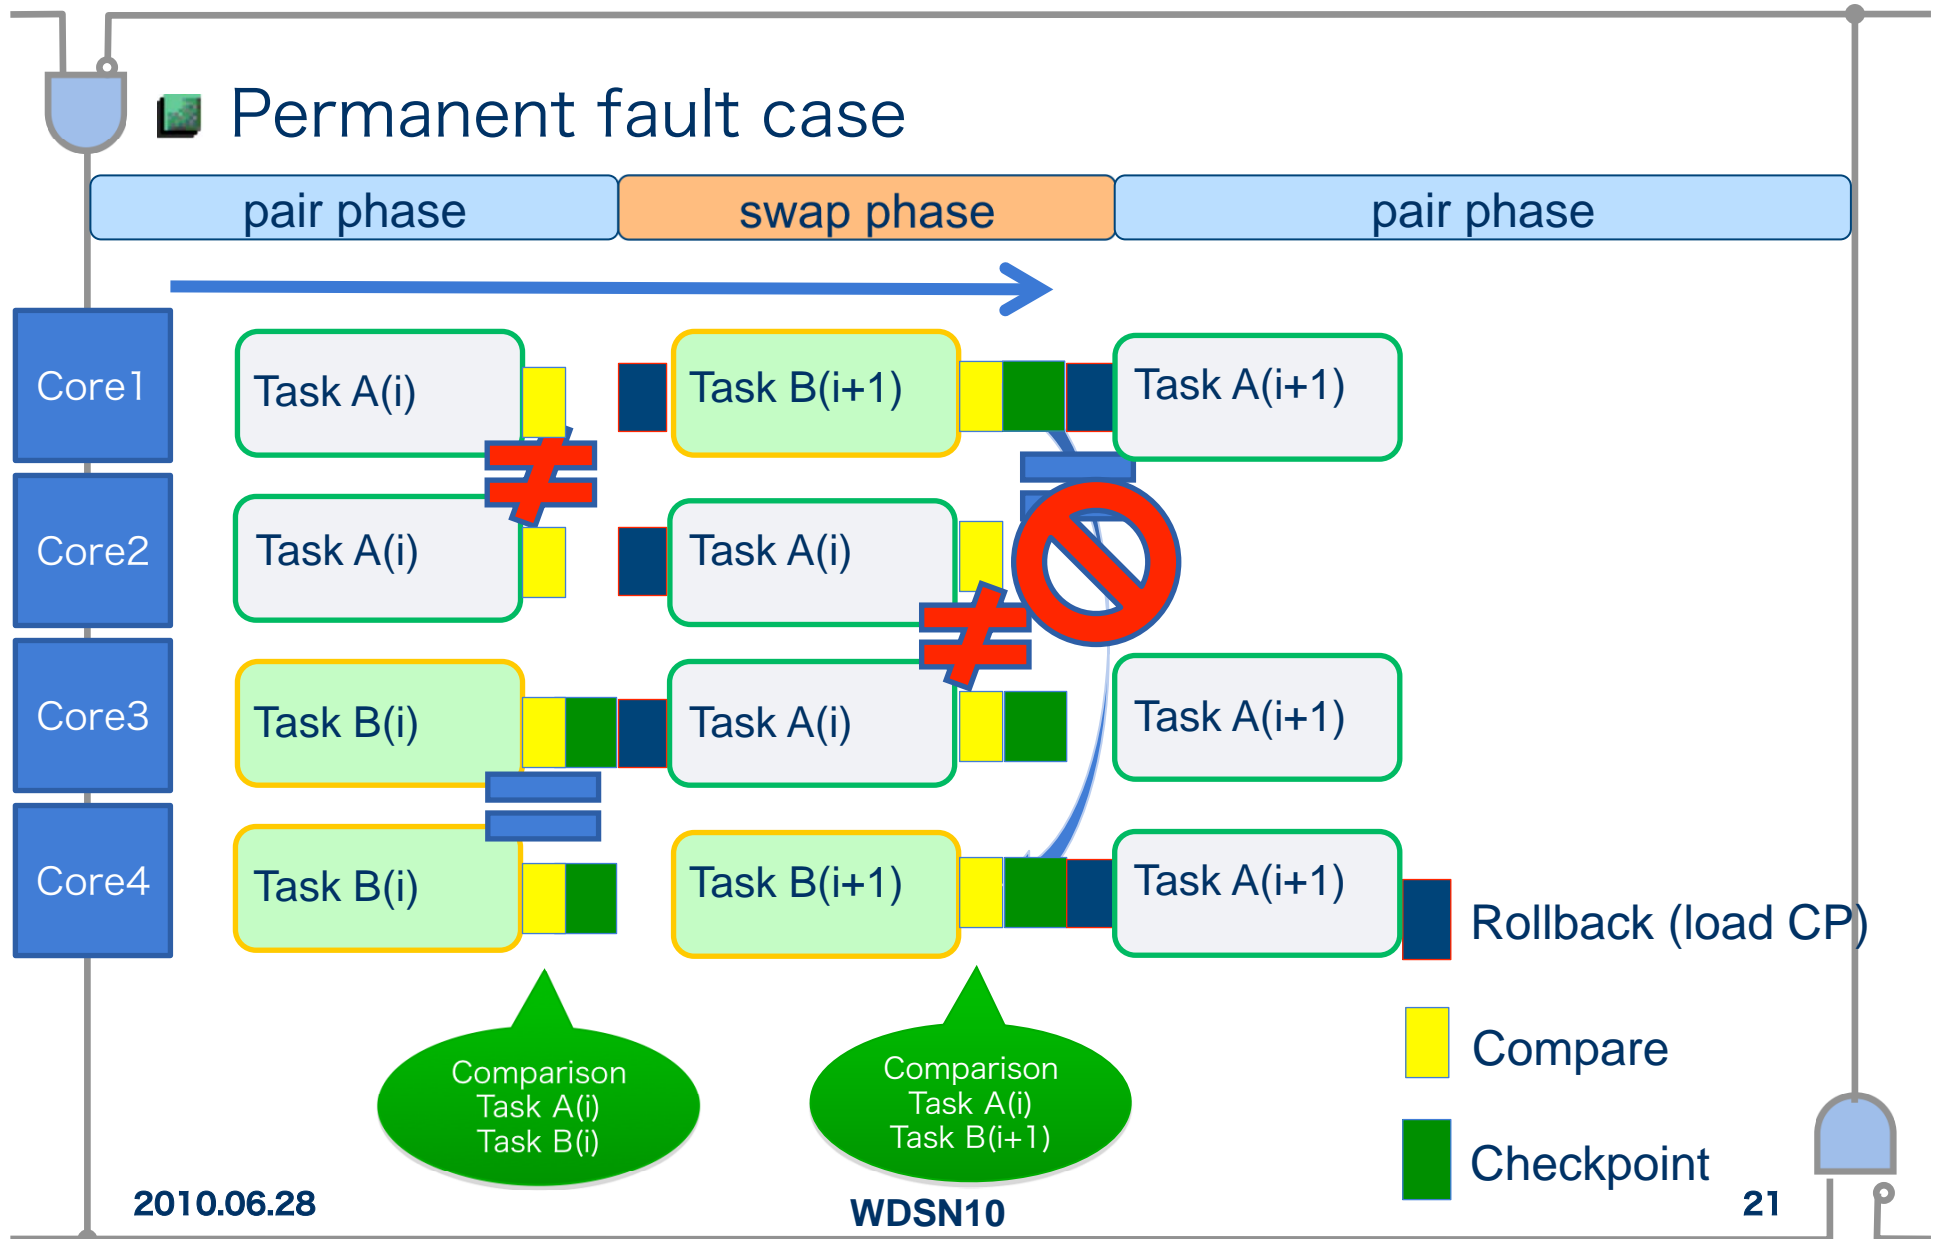 Permanent fault case
pair phase
swap phase
pair phase
Core1
Task A(i)
Task B(i+1)
Task A(i+1)
Core2
Task A(i)
Task A(i)
Core3
Task B(i)
Task A(i)
Task A(i+1)
Core4
Task B(i)
Task B(i+1)
Task A(i+1)
Rollback (load CP)
Compare
Checkpoint
Comparison
Task A(i)
Task B(i)
Comparison
Task A(i)
Task B(i+1)
2010.06.28
WDSN10
21